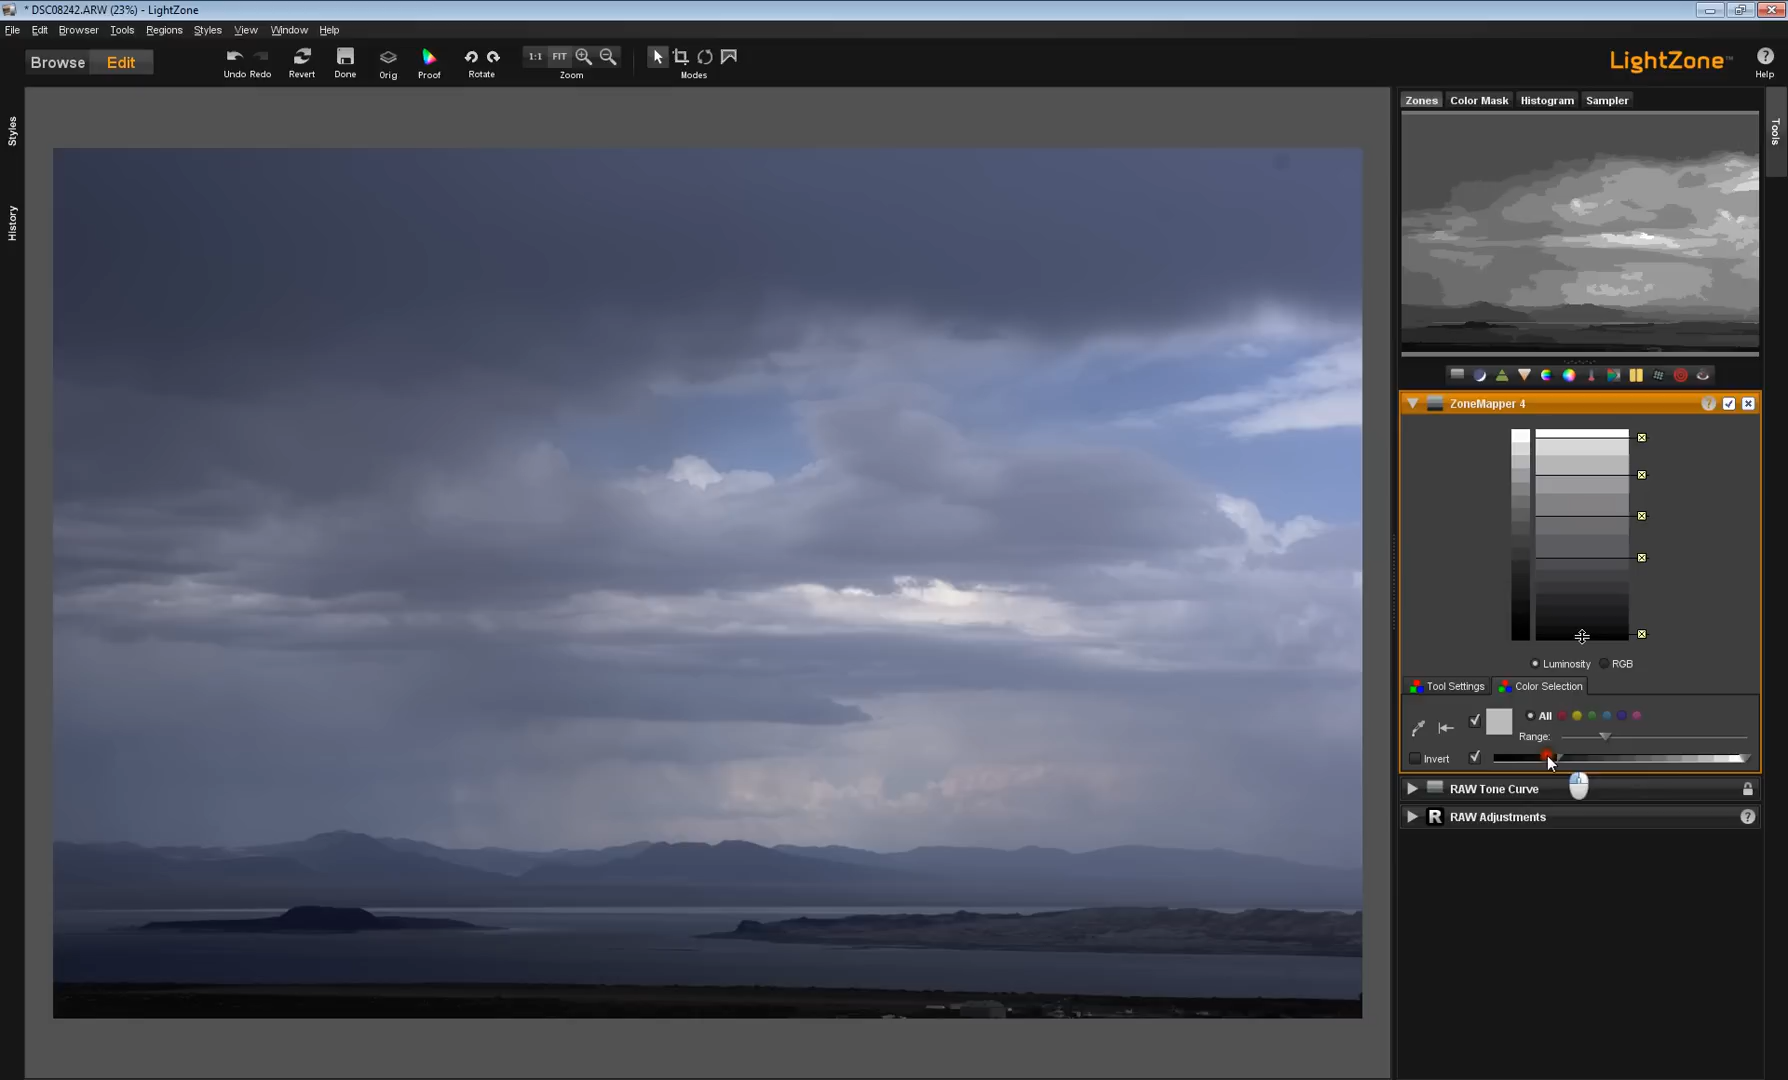 * DSC08242.ARW (23%) - LightZone
File Edit Browser Tools Regions Styles View Window Help
Browse Edit
Undo Redo Revert Done Orig Proof Rotate
1:1 FIT
Zoom
Modes
LightZone™
? Help
Styles
History
Zones Color Mask Histogram Sampler
Tools
ZoneMapper 4 ?
Luminosity RGB
Tool Settings Color Selection
All
Range:
Invert
RAW Tone Curve
R RAW Adjustments ?